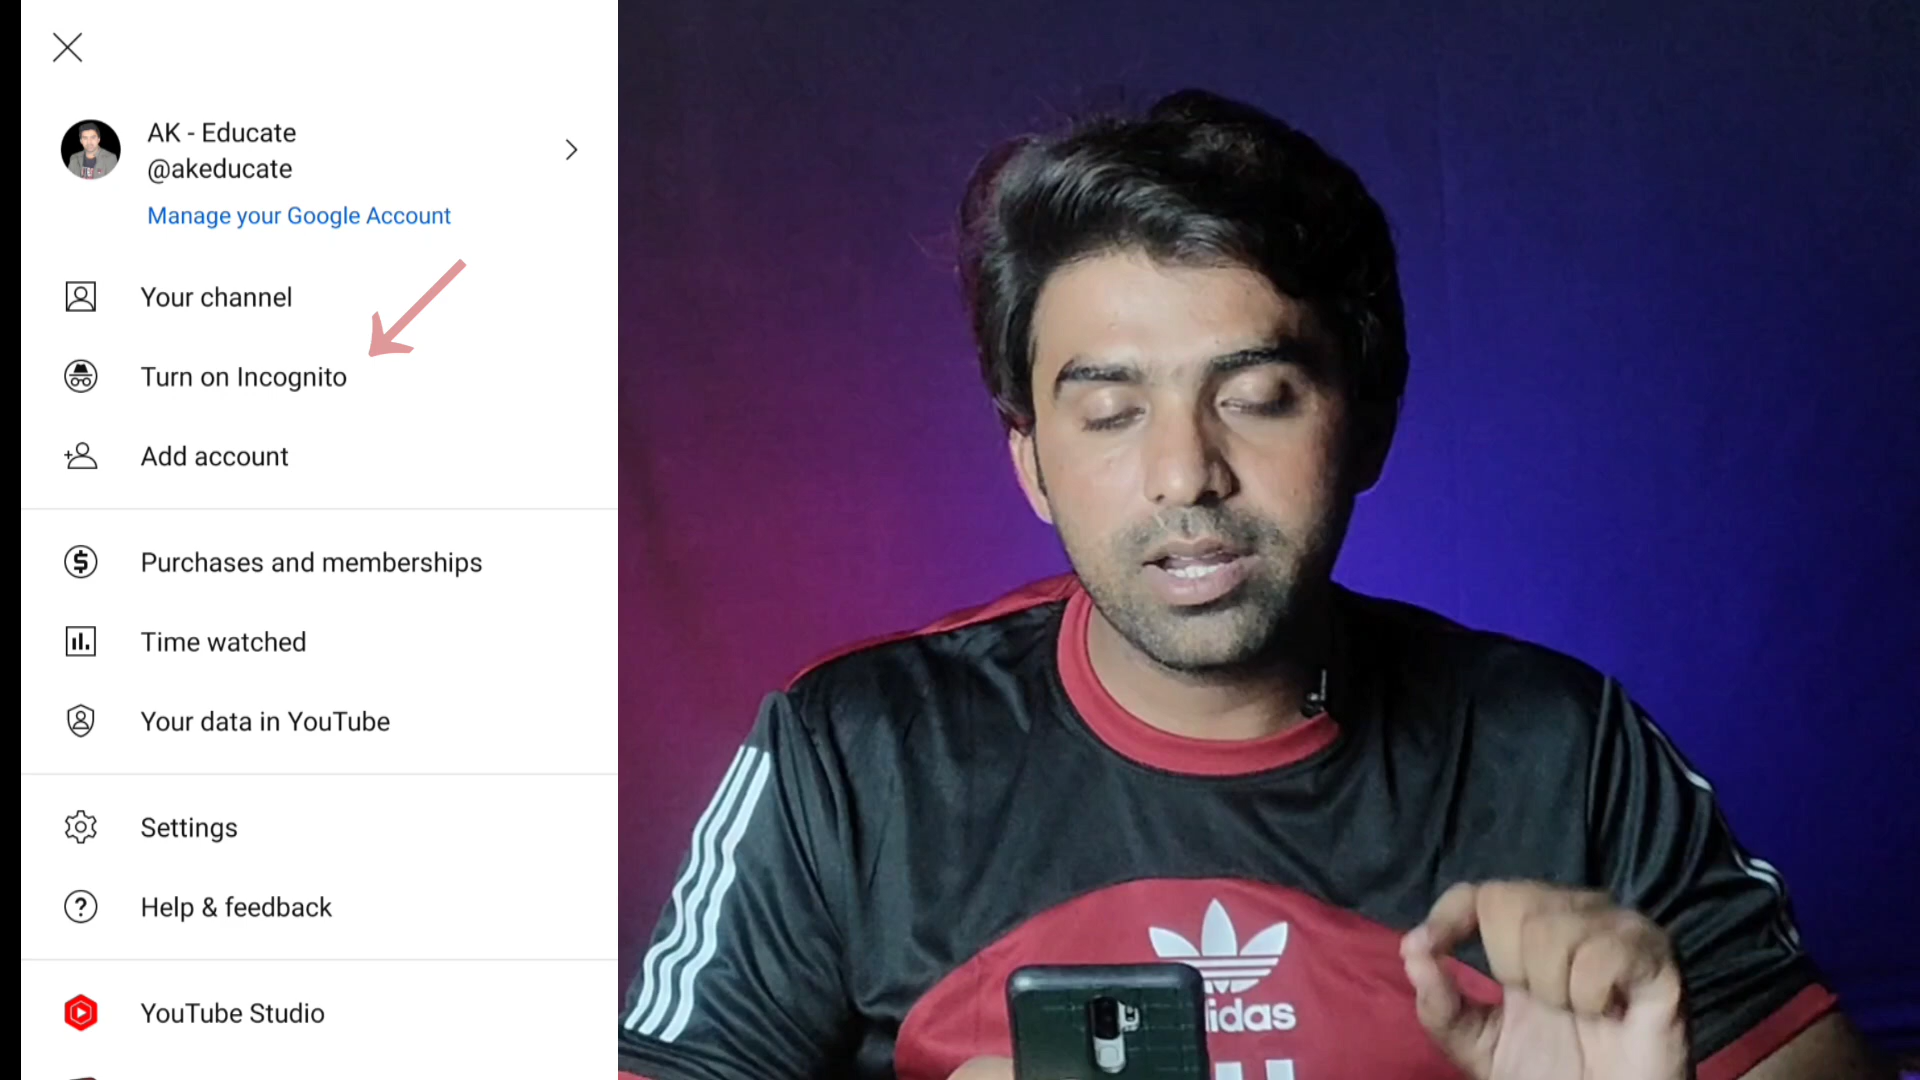 AK - Educate
@akeducate
Manage your Google Account
Your channel
Turn on Incognito
Add account
Purchases and memberships
Time watched
Your data in YouTube
Settings
Help & feedback
YouTube Studio
didas